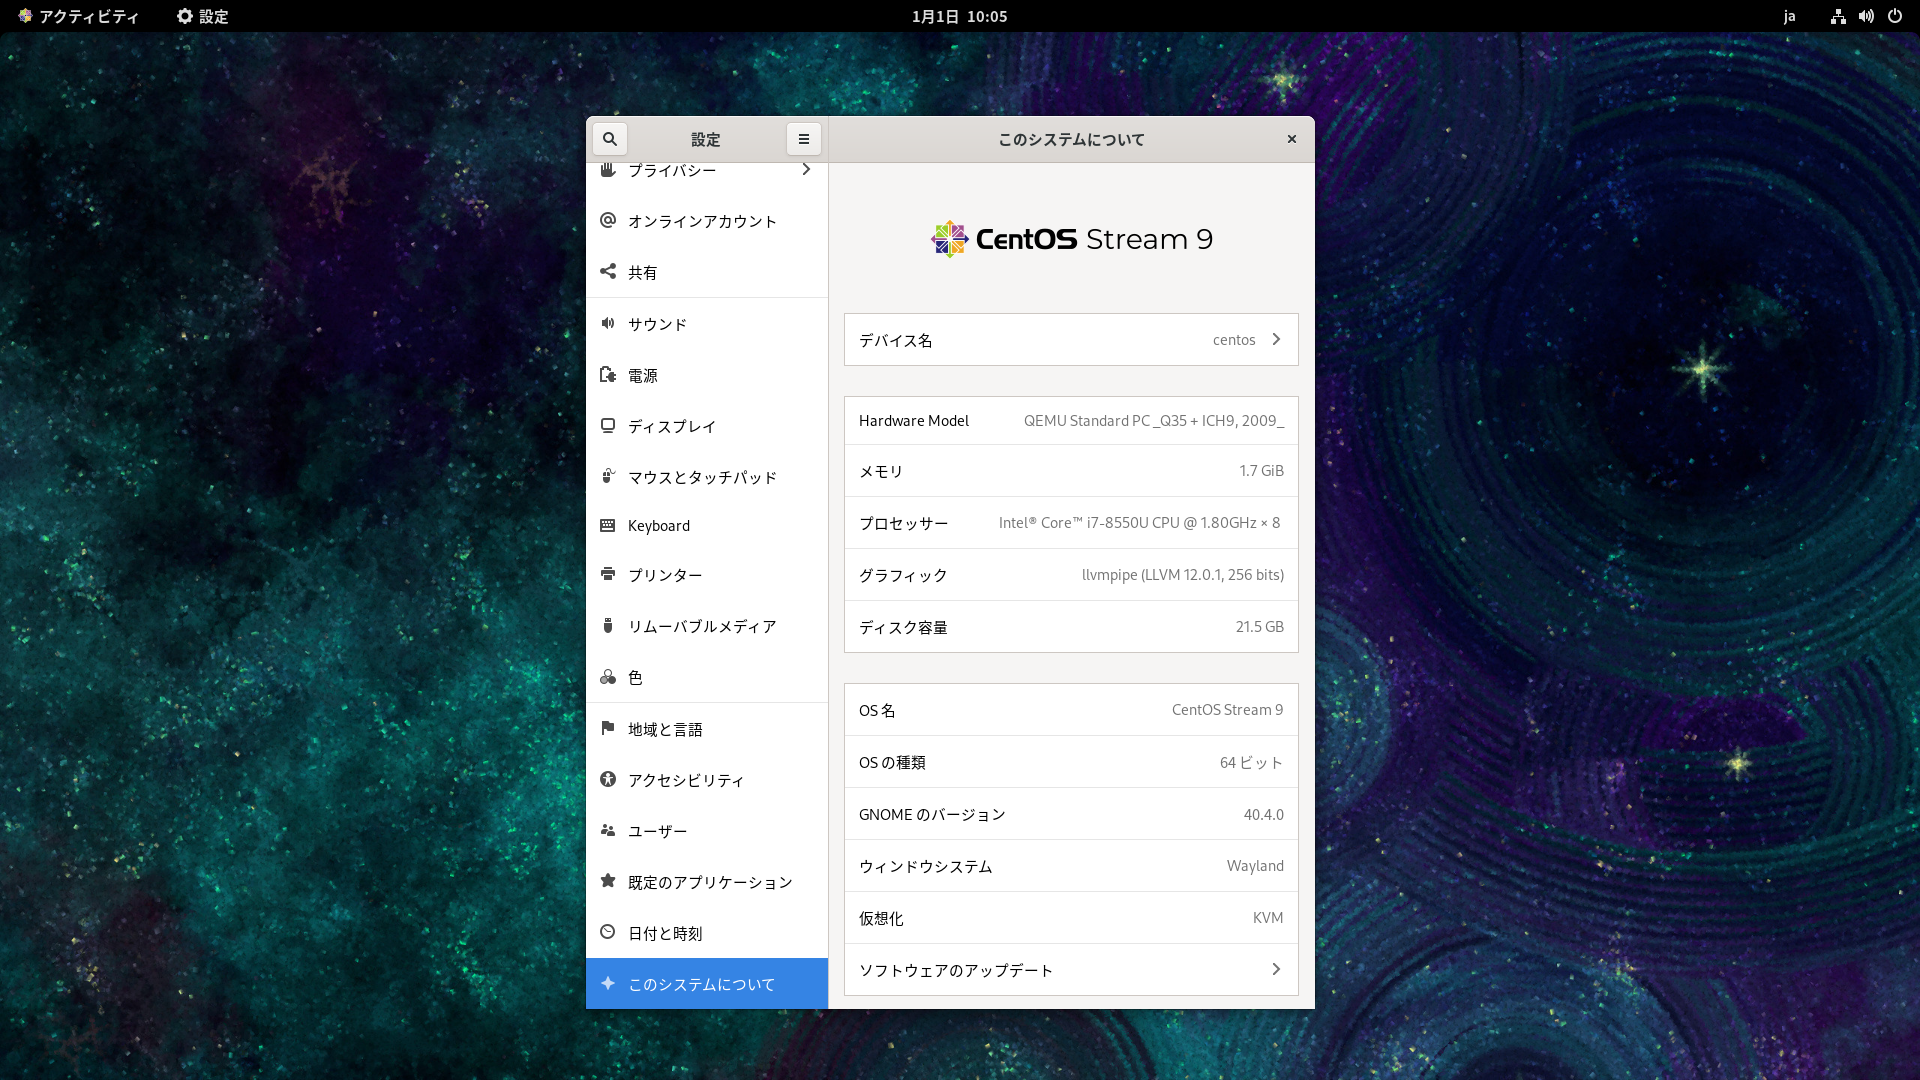 アクティビティ
設定
1月1日 10:05
ja
設定
このシステムについて
プライバシー
オンラインアカウント
共有
サウンド
電源
ディスプレイ
マウスとタッチパッド
Keyboard
プリンター
リムーバブルメディア
色
地域と言語
アクセシビリティ
ユーザー
既定のアプリケーション
日付と時刻
このシステムについて
CentOS Stream 9
デバイス名 centos
Hardware Model QEMU Standard PC _Q35 + ICH9, 2009_
メモリ 1.7 GiB
プロセッサー Intel® Core™ i7-8550U CPU @ 1.80GHz × 8
グラフィック llvmpipe (LLVM 12.0.1, 256 bits)
ディスク容量 21.5 GB
OS 名 CentOS Stream 9
OS の種類 64 ビット
GNOME のバージョン 40.4.0
ウィンドウシステム Wayland
仮想化 KVM
ソフトウェアのアップデート